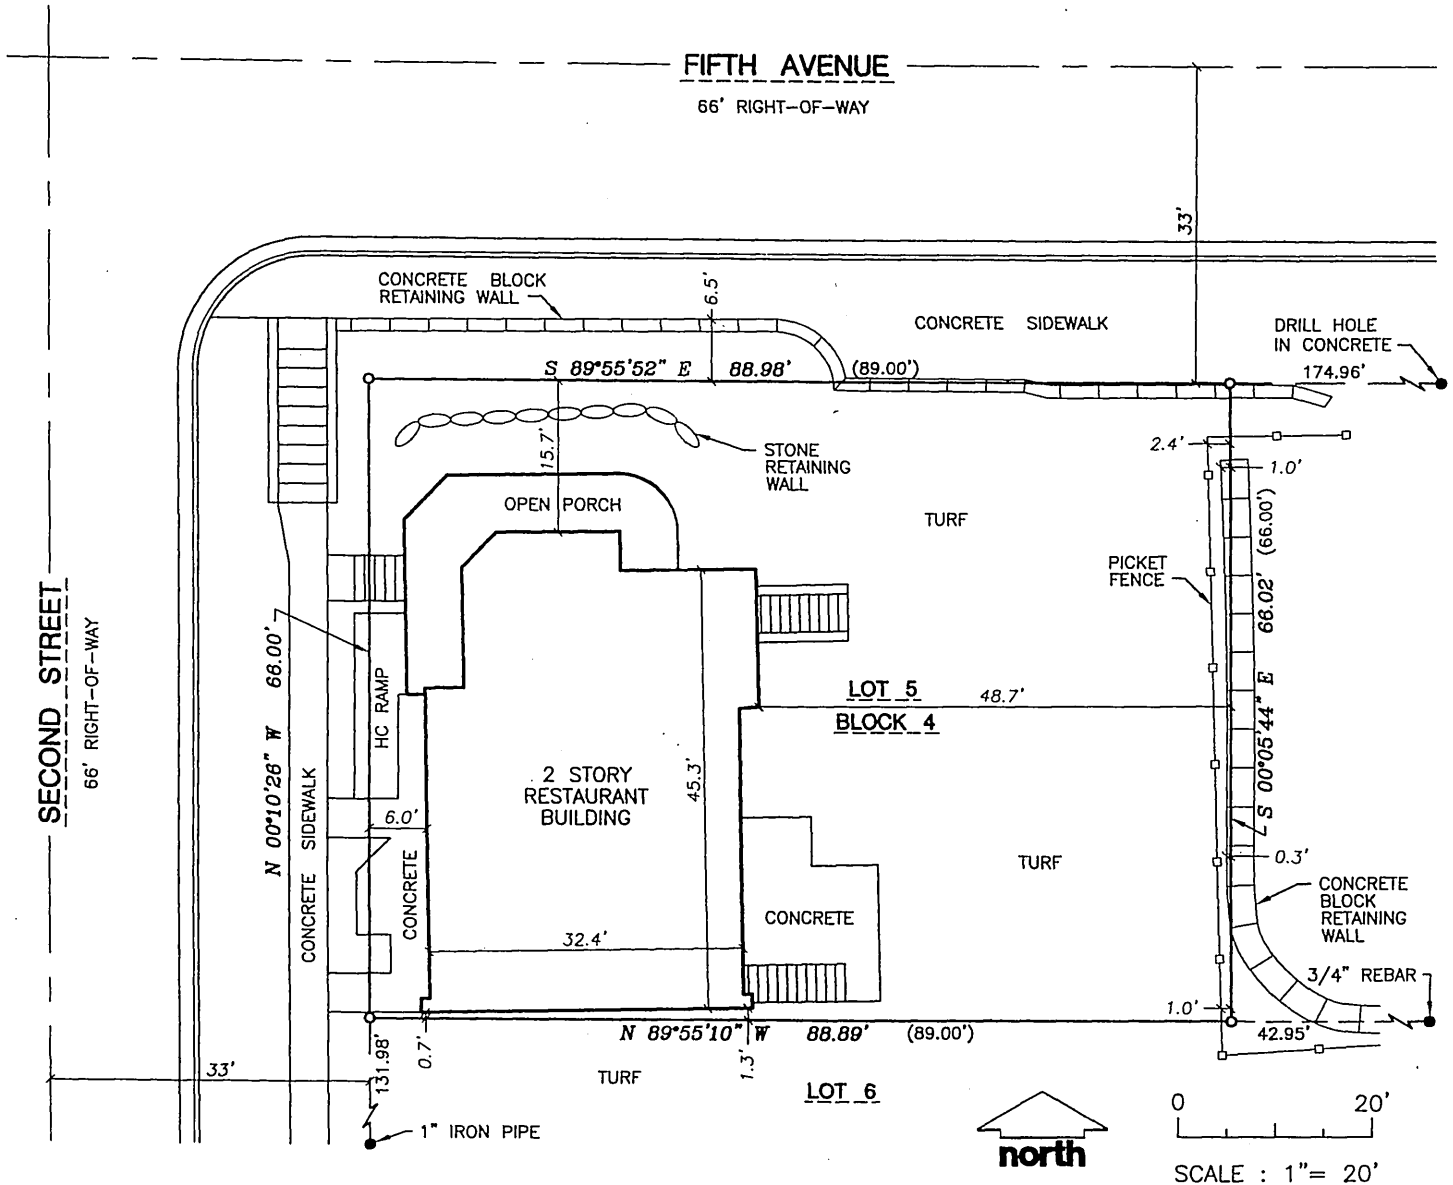 FIFTH AVENUE
66' RIGHT-OF-WAY
33'
CONCRETE BLOCK
RETAINING WALL
6.5'
CONCRETE SIDEWALK
DRILL HOLE
IN CONCRETE
174.96'
S 89°55'52" E 88.98' (89.00')
15.7'
STONE
RETAINING
WALL
2.4'
1.0'
OPEN PORCH
TURF
(66.00')
PICKET
FENCE
66.02'
S 00°05'44" E
SECOND STREET
66' RIGHT-OF-WAY
N 00°10'26" W 66.00'
HC RAMP
LOT 5
BLOCK 4
48.7'
2 STORY
RESTAURANT
BUILDING
45.3'
6.0'
CONCRETE SIDEWALK
CONCRETE
TURF
0.3'
CONCRETE
BLOCK
RETAINING
WALL
CONCRETE
32.4'
3/4" REBAR
1.0'
N 89°55'10" W 88.89' (89.00')
42.95'
131.98'
0.7'
1.3'
33'
TURF
LOT 6
1" IRON PIPE
north
0 20'
SCALE : 1"= 20'